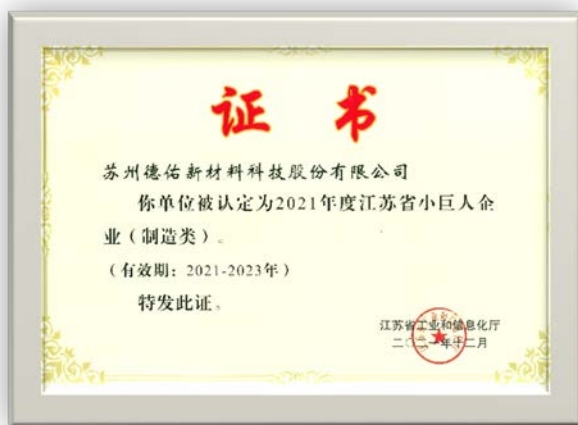 证 书
苏州德佑新材料科技股份有限公司
你单位被认定为2021年度江苏省小巨人企
业（制造类）。
（有效期：2021-2023年）
特发此证。
江苏省工业和信息化厅
二〇二一年十二月